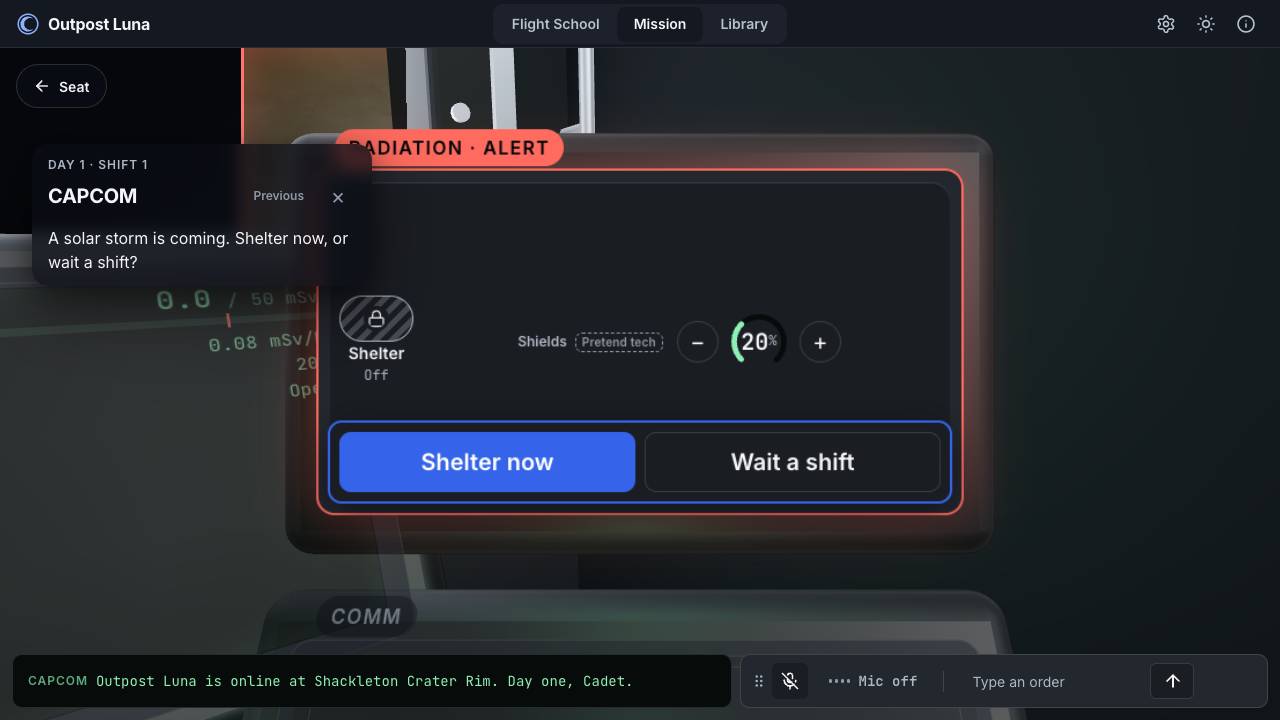 Outpost Luna
Flight School
Mission
Library
Seat
DAY 1 · SHIFT 1
CAPCOM
Previous
A solar storm is coming. Shelter now, or
wait a shift?
RADIATION · ALERT
0.0 / 50 mSv
0.08 mSv/
20
Ope
Shelter
Off
Shields
Pretend tech
20%
Shelter now
Wait a shift
COMM
CAPCOM Outpost Luna is online at Shackleton Crater Rim. Day one, Cadet.
Mic off
Type an order